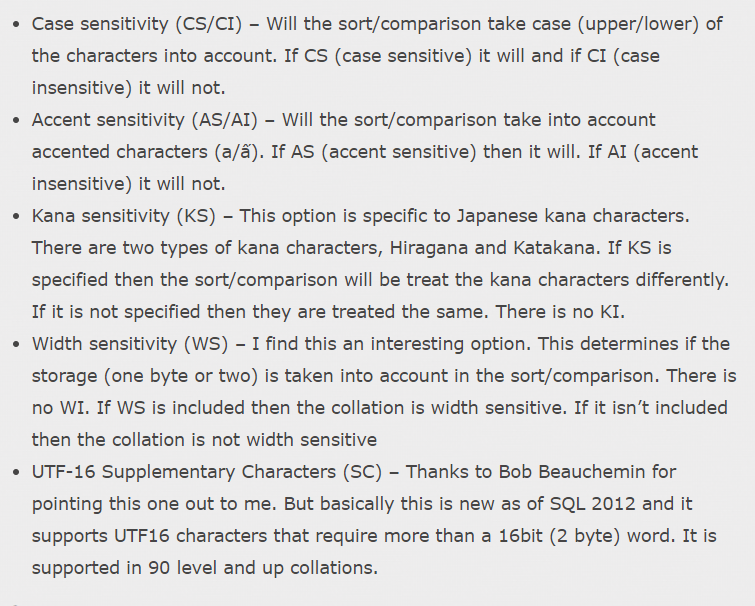 • Case sensitivity (CS/CI) – Will the sort/comparison take case (upper/lower) of
the characters into account. If CS (case sensitive) it will and if CI (case
insensitive) it will not.
• Accent sensitivity (AS/AI) – Will the sort/comparison take into account
accented characters (a/ấ). If AS (accent sensitive) then it will. If AI (accent
insensitive) it will not.
• Kana sensitivity (KS) – This option is specific to Japanese kana characters.
There are two types of kana characters, Hiragana and Katakana. If KS is
specified then the sort/comparison will be treat the kana characters differently.
If it is not specified then they are treated the same. There is no KI.
• Width sensitivity (WS) – I find this an interesting option. This determines if the
storage (one byte or two) is taken into account in the sort/comparison. There is
no WI. If WS is included then the collation is width sensitive. If it isn’t included
then the collation is not width sensitive
• UTF-16 Supplementary Characters (SC) – Thanks to Bob Beauchemin for
pointing this one out to me. But basically this is new as of SQL 2012 and it
supports UTF16 characters that require more than a 16bit (2 byte) word. It is
supported in 90 level and up collations.